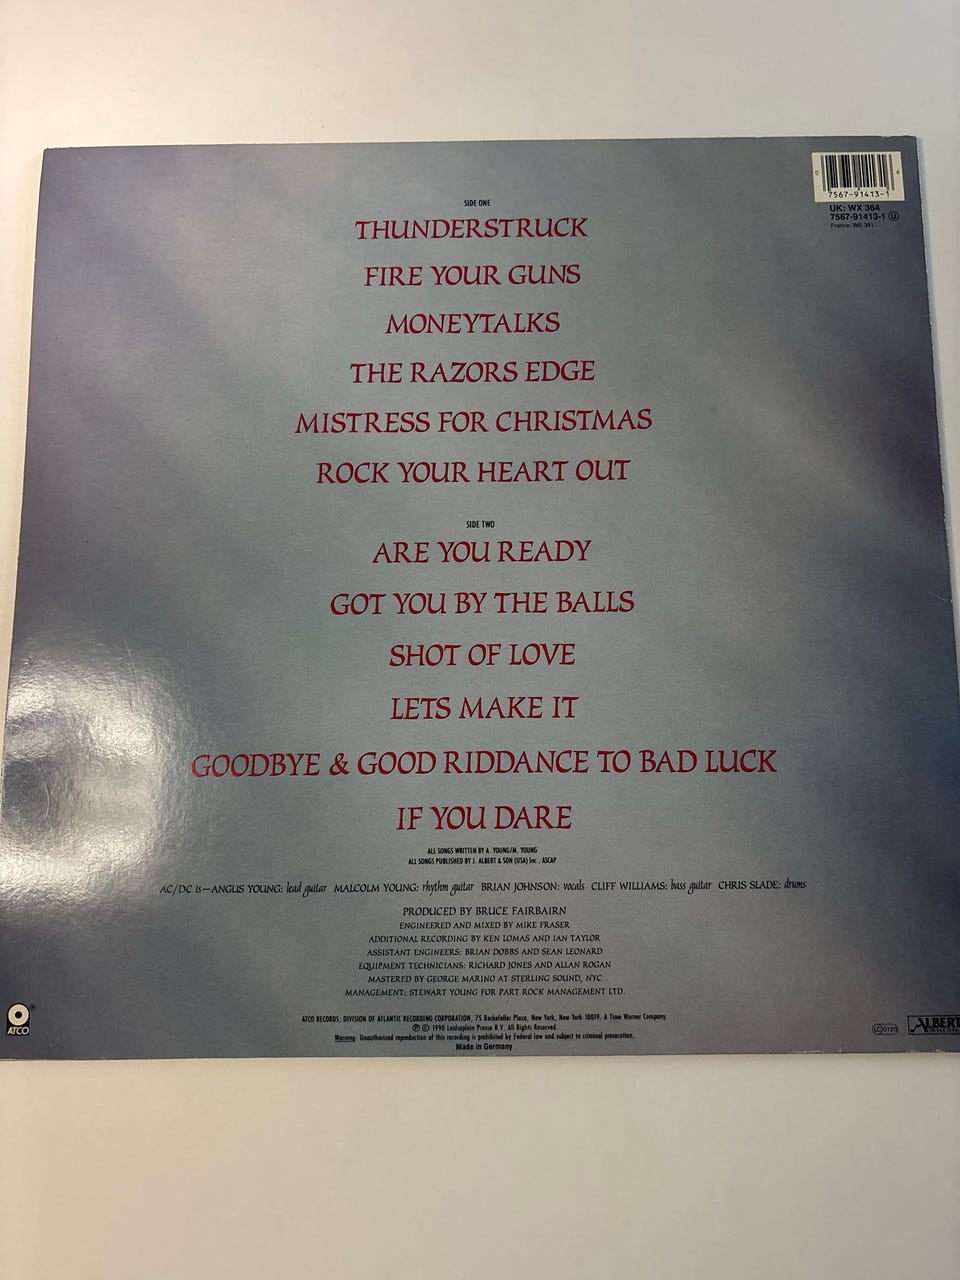 0 7567-91413-1 6
UK: WX 364
7567-91413-1 U
France: WE 391
SIDE ONE
THUNDERSTRUCK
FIRE YOUR GUNS
MONEYTALKS
THE RAZORS EDGE
MISTRESS FOR CHRISTMAS
ROCK YOUR HEART OUT
SIDE TWO
ARE YOU READY
GOT YOU BY THE BALLS
SHOT OF LOVE
LETS MAKE IT
GOODBYE & GOOD RIDDANCE TO BAD LUCK
IF YOU DARE
ALL SONGS WRITTEN BY A. YOUNG/M. YOUNG
ALL SONGS PUBLISHED BY J. ALBERT & SON (USA) Inc., ASCAP
AC/DC is—ANGUS YOUNG: lead guitar MALCOLM YOUNG: rhythm guitar BRIAN JOHNSON: vocals CLIFF WILLIAMS: bass guitar CHRIS SLADE: drums
PRODUCED BY BRUCE FAIRBAIRN
ENGINEERED AND MIXED BY MIKE FRASER
ADDITIONAL RECORDING BY KEN LOMAS AND IAN TAYLOR
ASSISTANT ENGINEERS: BRIAN DOBBS AND SEAN LEONARD
EQUIPMENT TECHNICIANS: RICHARD JONES AND ALLAN ROGAN
MASTERED BY GEORGE MARINO AT STERLING SOUND, NYC
MANAGEMENT: STEWART YOUNG FOR PART ROCK MANAGEMENT LTD.
ATCO RECORDS, DIVISION OF ATLANTIC RECORDING CORPORATION, 75 Rockefeller Plaza, New York, New York 10019. A Time Warner Company.
℗ © 1990 Leidseplein Presse B.V. All Rights Reserved.
Warning: Unauthorized reproduction of this recording is prohibited by Federal law and subject to criminal prosecution.
Made in Germany
ATCO ®
LC 0120
ALBERT
PRODUCTIONS